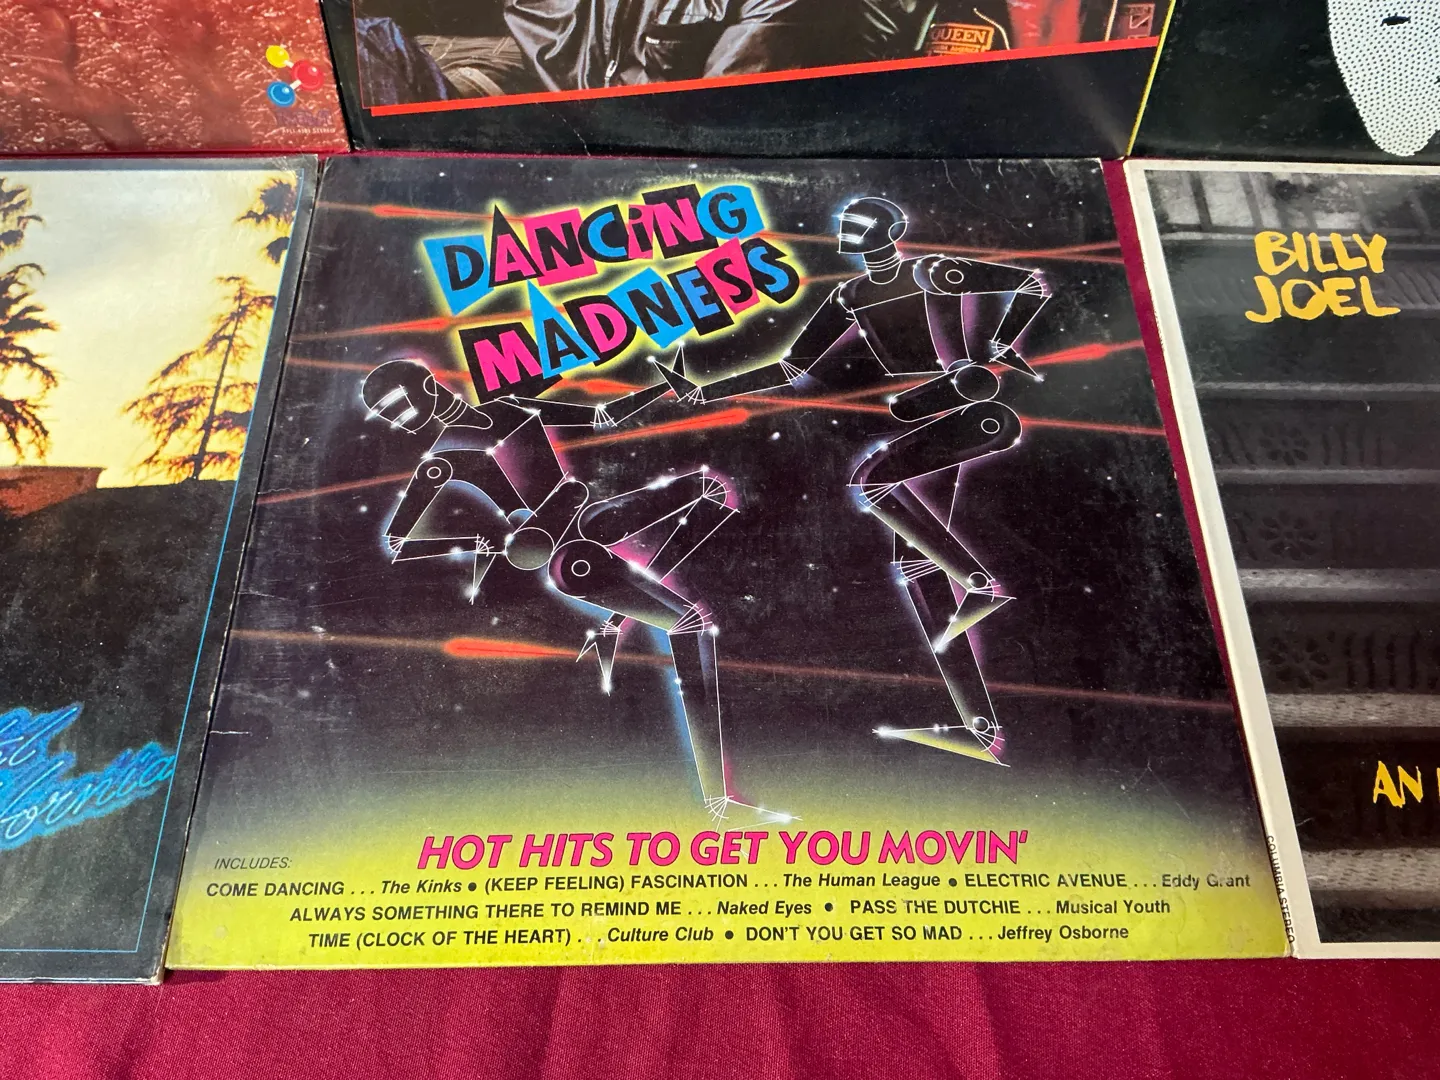 QUEEN
DANCING
MADNESS
BILLY
JOEL
AN
HOT HITS TO GET YOU MOVIN'
INCLUDES:
COME DANCING ... The Kinks ● (KEEP FEELING) FASCINATION ... The Human League ● ELECTRIC AVENUE ... Eddy Grant
ALWAYS SOMETHING THERE TO REMIND ME ... Naked Eyes ● PASS THE DUTCHIE ... Musical Youth
TIME (CLOCK OF THE HEART) ... Culture Club ● DON'T YOU GET SO MAD ... Jeffrey Osborne
COLUMBIA STEREO